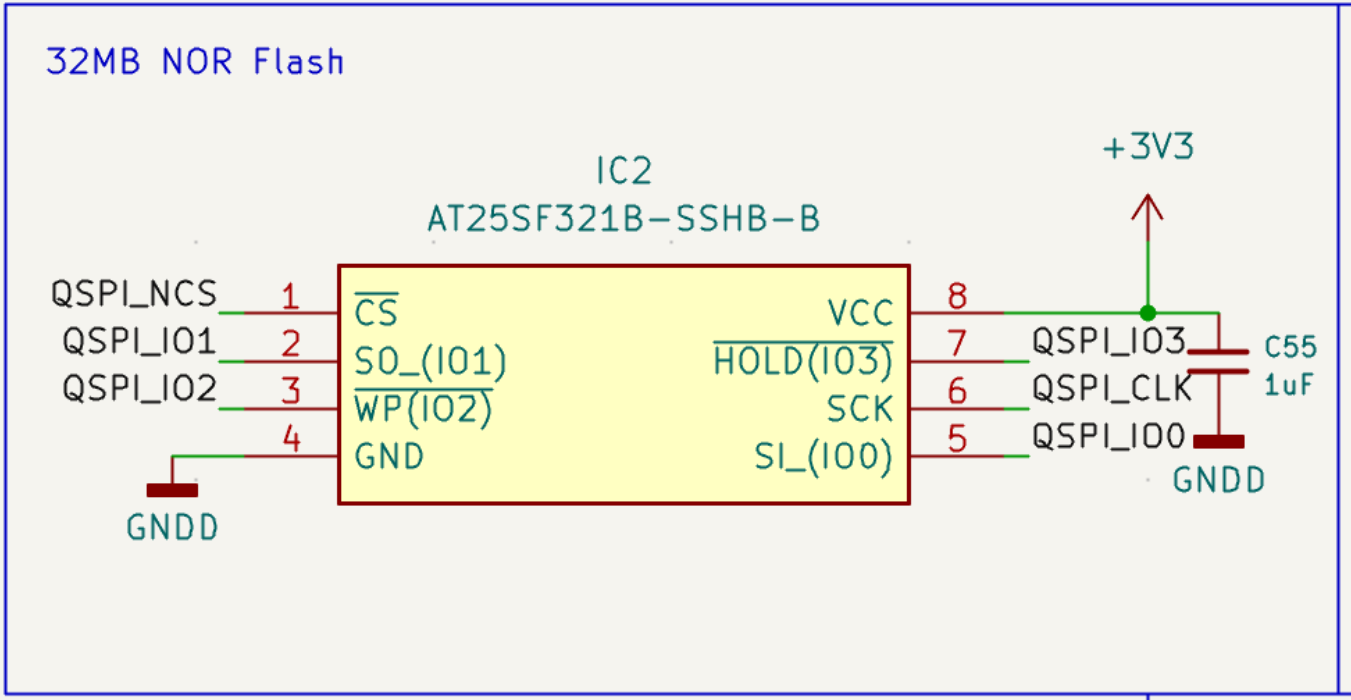 32MB NOR Flash
+3V3
IC2
AT25SF321B-SSHB-B
QSPI_NCS 1 CS VCC 8
QSPI_IO1 2 SO_(IO1) HOLD(IO3) 7 QSPI_IO3 C55
QSPI_IO2 3 WP(IO2) SCK 6 QSPI_CLK 1uF
4 GND SI_(IO0) 5 QSPI_IO0
GNDD
GNDD